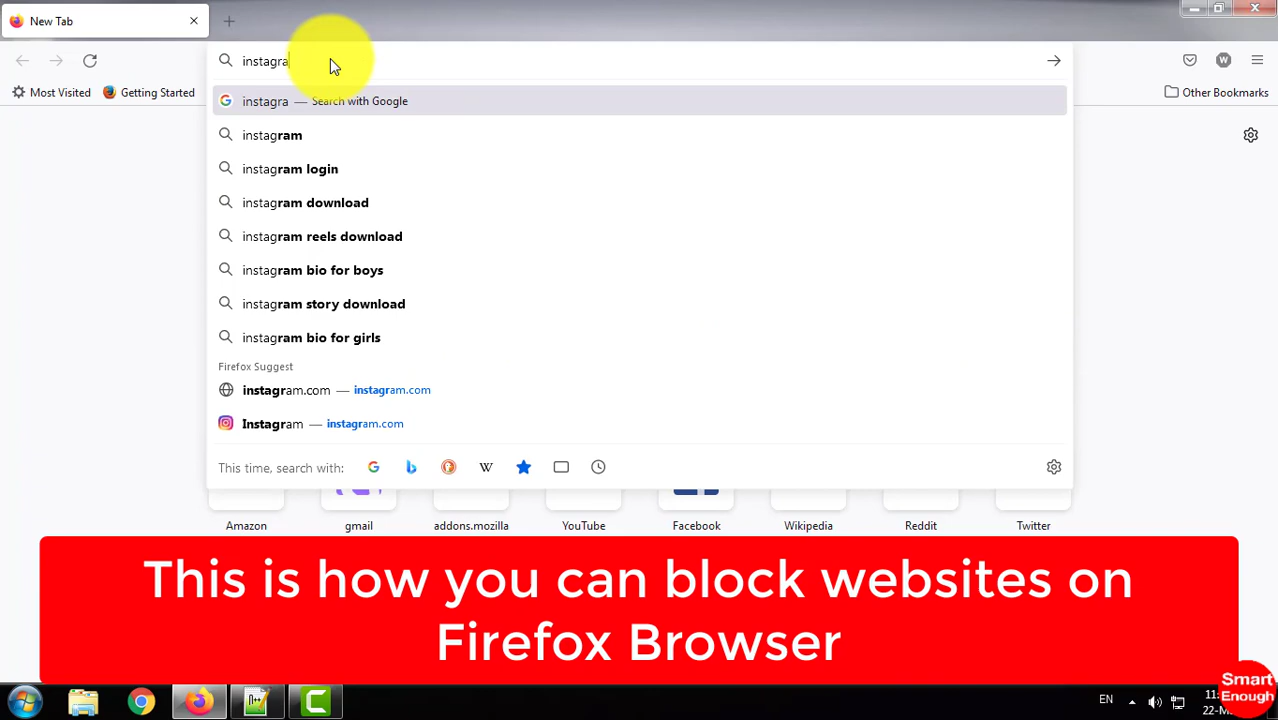 New Tab
instagra
Most Visited
Getting Started
Other Bookmarks
W
instagra — Search with Google
instagram
instagram login
instagram download
instagram reels download
instagram bio for boys
instagram story download
instagram bio for girls
Firefox Suggest
instagram.com — instagram.com
Instagram — instagram.com
This time, search with:
W
Amazon
gmail
addons.mozilla
YouTube
Facebook
Wikipedia
Reddit
Twitter
This is how you can block websites on
Firefox Browser
EN
Smart
Enough